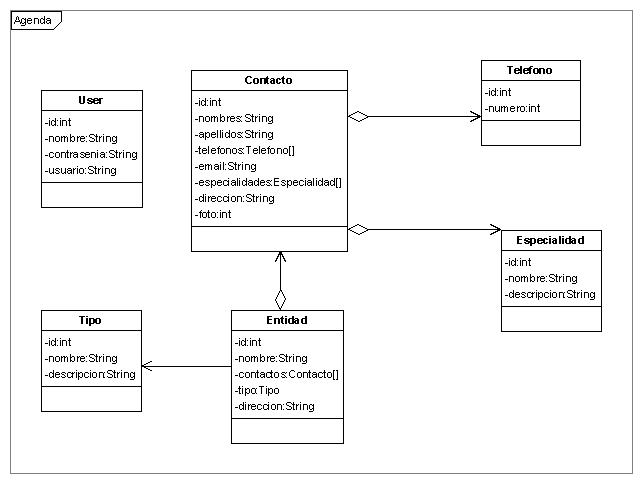 Agenda
User
-id:int
-nombre:String
-contrasenia:String
-usuario:String
Contacto
-id:int
-nombres:String
-apellidos:String
-telefonos:Telefono[]
-email:String
-especialidades:Especialidad[]
-direccion:String
-foto:int
Telefono
-id:int
-numero:int
Especialidad
-id:int
-nombre:String
-descripcion:String
Tipo
-id:int
-nombre:String
-descripcion:String
Entidad
-id:int
-nombre:String
-contactos:Contacto[]
-tipo:Tipo
-direccion:String